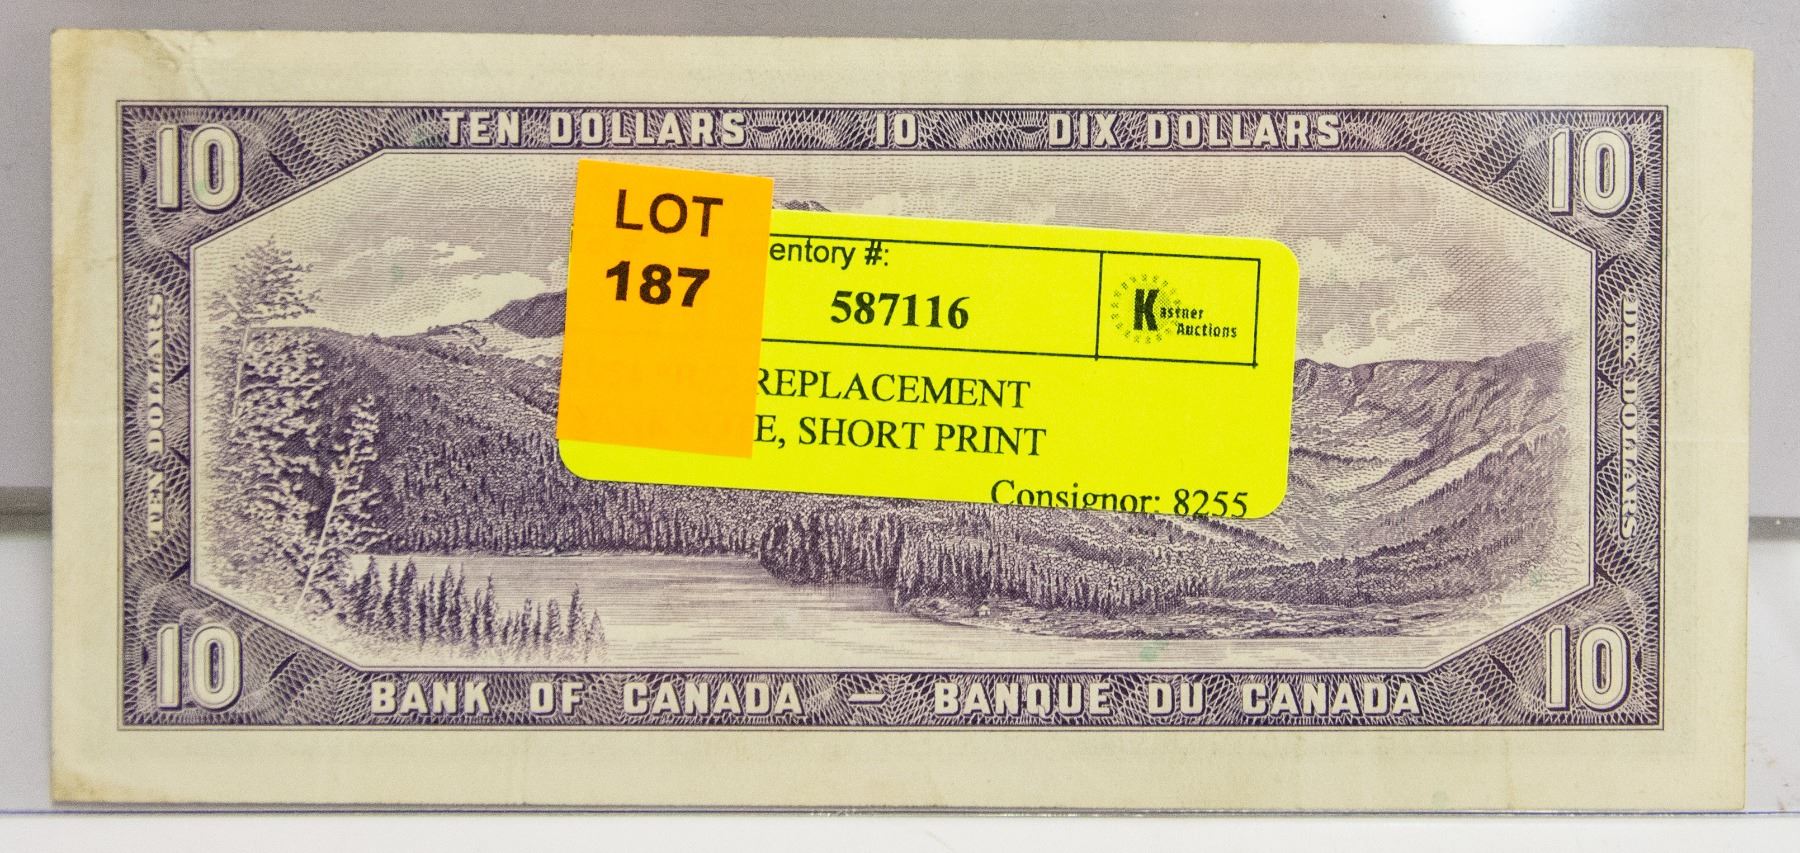 TEN DOLLARS 10 DIX DOLLARS
10 10
LOT
187
entory #:
587116
Kastner
Auctions
REPLACEMENT
E, SHORT PRINT
Consignor: 8255
TEN DOLLARS
DIX DOLLARS
10 10
BANK OF CANADA — BANQUE DU CANADA